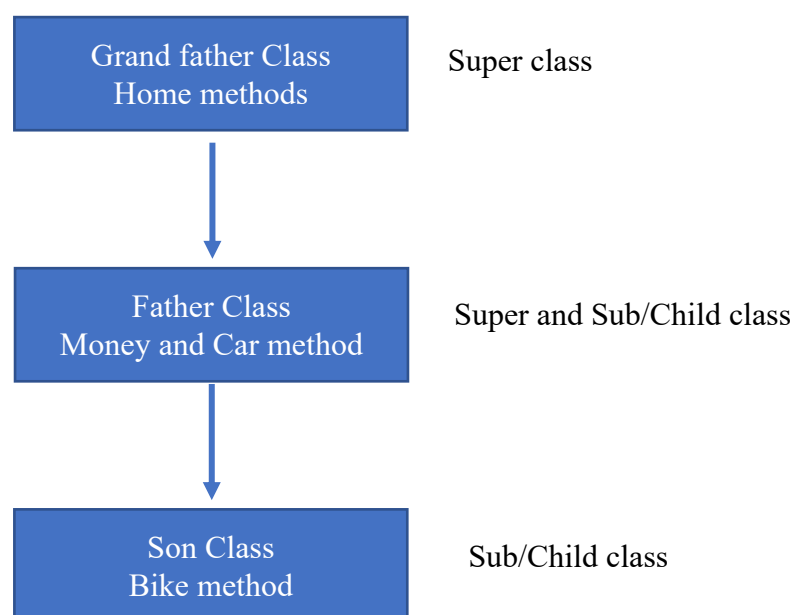 Grand father Class
Home methods
Super class
Father Class
Money and Car method
Super and Sub/Child class
Son Class
Bike method
Sub/Child class